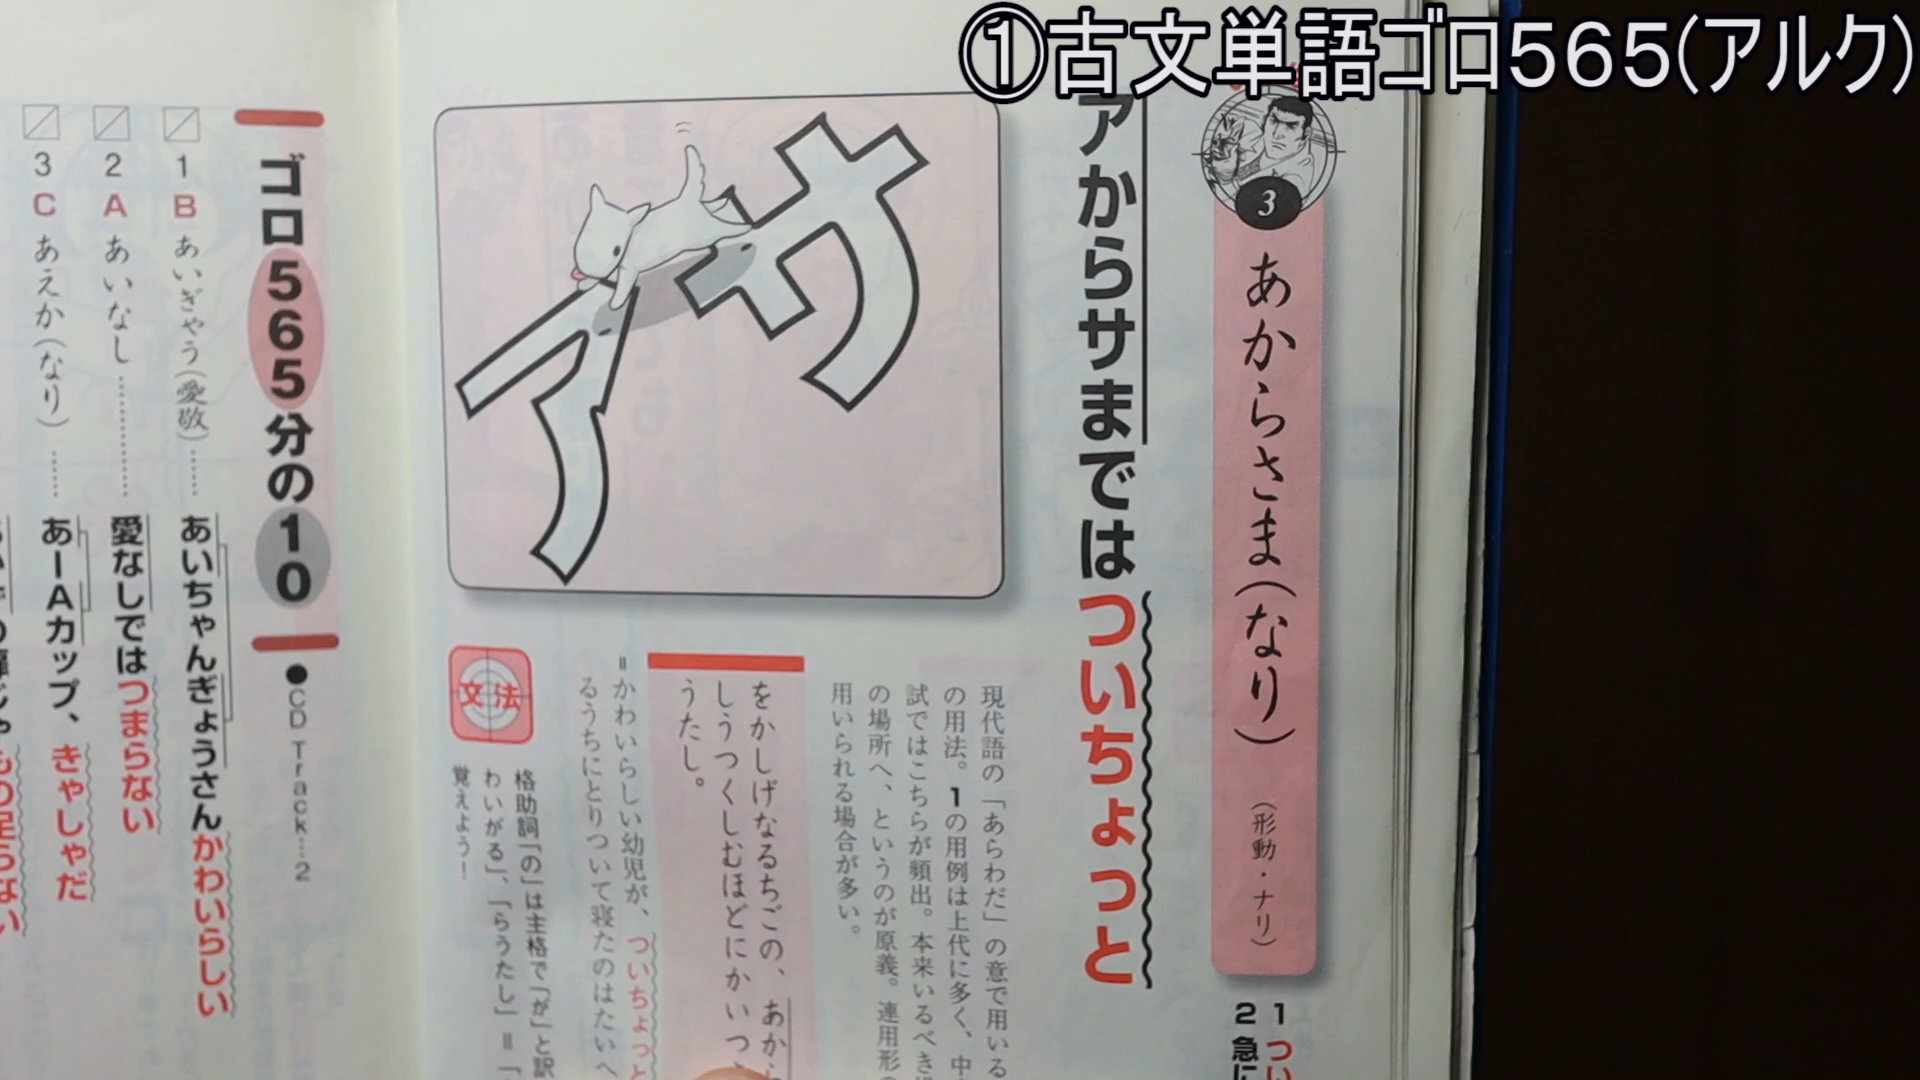 ①古文単語ゴロ565(アルク)
3
あからさま(なり)
(形動・ナリ)
1 つい
2 急に
アからサまではついちょっと
サ
ア
現代語の「あらわだ」の意で用いる
の用法。1の用例は上代に多く、中
試ではこちらが頻出。本来いるべき
の場所へ、というのが原義。連用形の
用いられる場合が多い。
をかしげなるちごの、あから
しうつくしむほどにかいつ
うたし。
=かわいらしい幼児が、ついちょっと
るうちにとりついて寝たのはたいへ
文法
格助詞「の」は主格で「が」と訳
わいがる」、「らうたし」=「
覚えよう!
ゴロ565分の10
●CD Track…2
1 B あいぎゃう(愛敬)…… あいちゃんぎょうさんかわいらしい
2 A あいなし………… 愛なしではつまらない
3 C あえか(なり)…… あーAカップ、きゃしゃだ
もの足らない